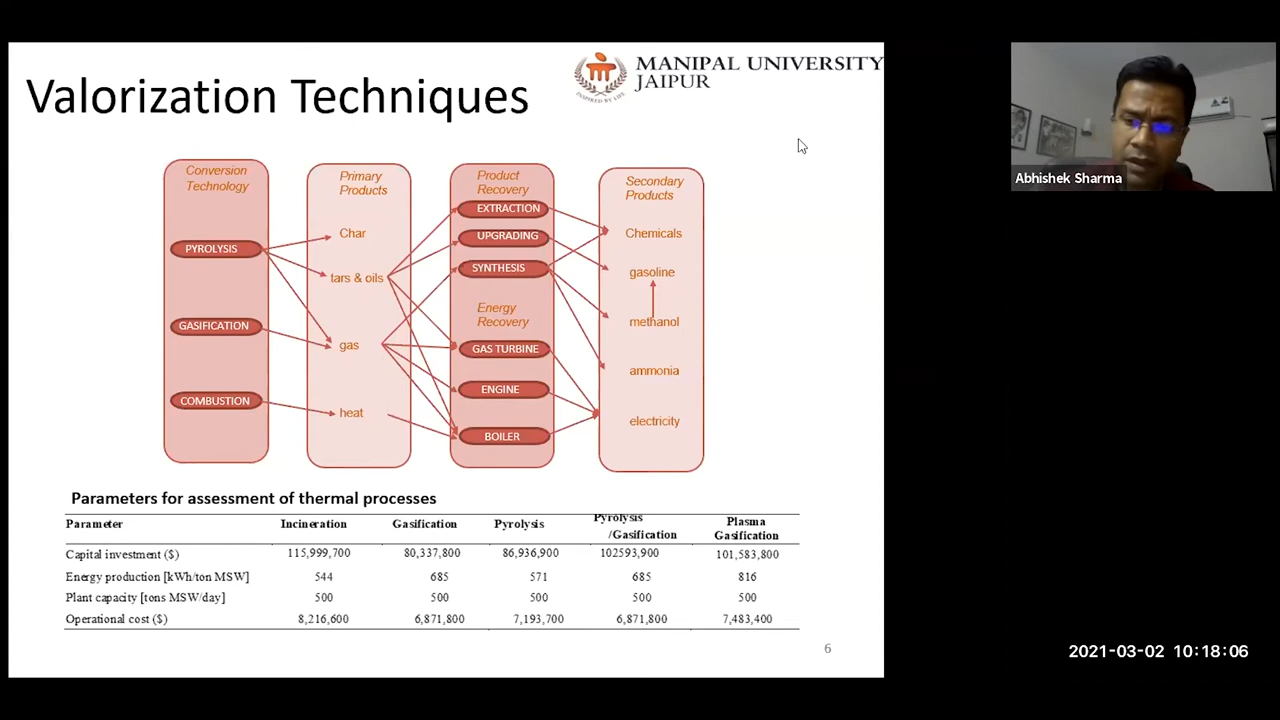 Valorization Techniques
MANIPAL UNIVERSITY
JAIPUR
INSPIRED BY LIFE
Abhishek Sharma
Conversion
Technology
PYROLYSIS
GASIFICATION
COMBUSTION
Primary
Products
Char
tars & oils
gas
heat
Product
Recovery
EXTRACTION
UPGRADING
SYNTHESIS
Energy
Recovery
GAS TURBINE
ENGINE
BOILER
Secondary
Products
Chemicals
gasoline
methanol
ammonia
electricity
Parameters for assessment of thermal processes
Parameter Incineration Gasification Pyrolysis Pyrolysis /Gasification Plasma Gasification
Capital investment ($) 115,999,700 80,337,800 86,936,900 102593,900 101,583,800
Energy production [kWh/ton MSW] 544 685 571 685 816
Plant capacity [tons MSW/day] 500 500 500 500 500
Operational cost ($) 8,216,600 6,871,800 7,193,700 6,871,800 7,483,400
6
2021-03-02 10:18:06